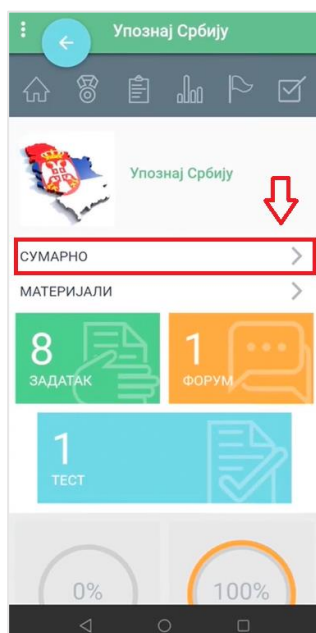 Упознај Србију
Упознај Србију
СУМАРНО
МАТЕРИЈАЛИ
8
ЗАДАТАК
1
ФОРУМ
1
ТЕСТ
0%
100%